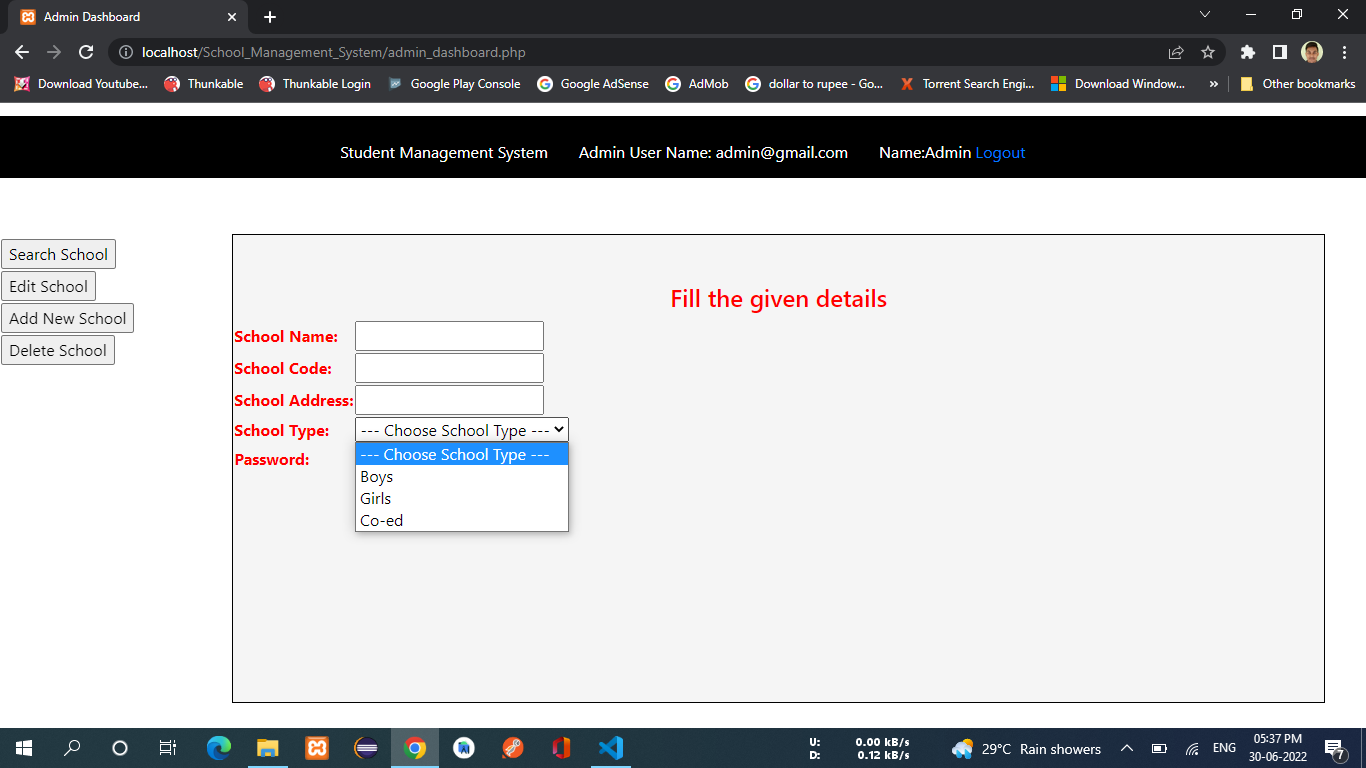 Admin Dashboard
localhost/School_Management_System/admin_dashboard.php
Download Youtube... Thunkable Thunkable Login Google Play Console Google AdSense AdMob dollar to rupee - Go... Torrent Search Engi... Download Window... » Other bookmarks
Student Management System Admin User Name: admin@gmail.com Name:Admin Logout
Search School
Edit School
Add New School
Delete School
Fill the given details
School Name:
School Code:
School Address:
School Type: --- Choose School Type ---
--- Choose School Type ---
Password:
Boys
Girls
Co-ed
U: 0.00 kB/s
D: 0.12 kB/s
29°C Rain showers
ENG
05:37 PM
30-06-2022
7